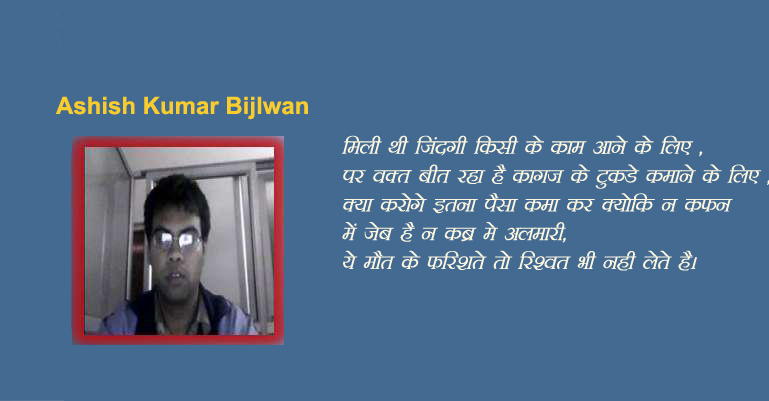 Ashish Kumar Bijlwan
मिली थी जिंदगी किसी के काम आने के लिए ,
पर वक्त बीत रहा है कागज के टुकडे कमाने के लिए ,
क्या करोगे इतना पैसा कमा कर क्योकि न कफन
में जेब है न कब्र मे अलमारी,
ये मौत के फरिशते तो रिश्वत भी नही लेते है।